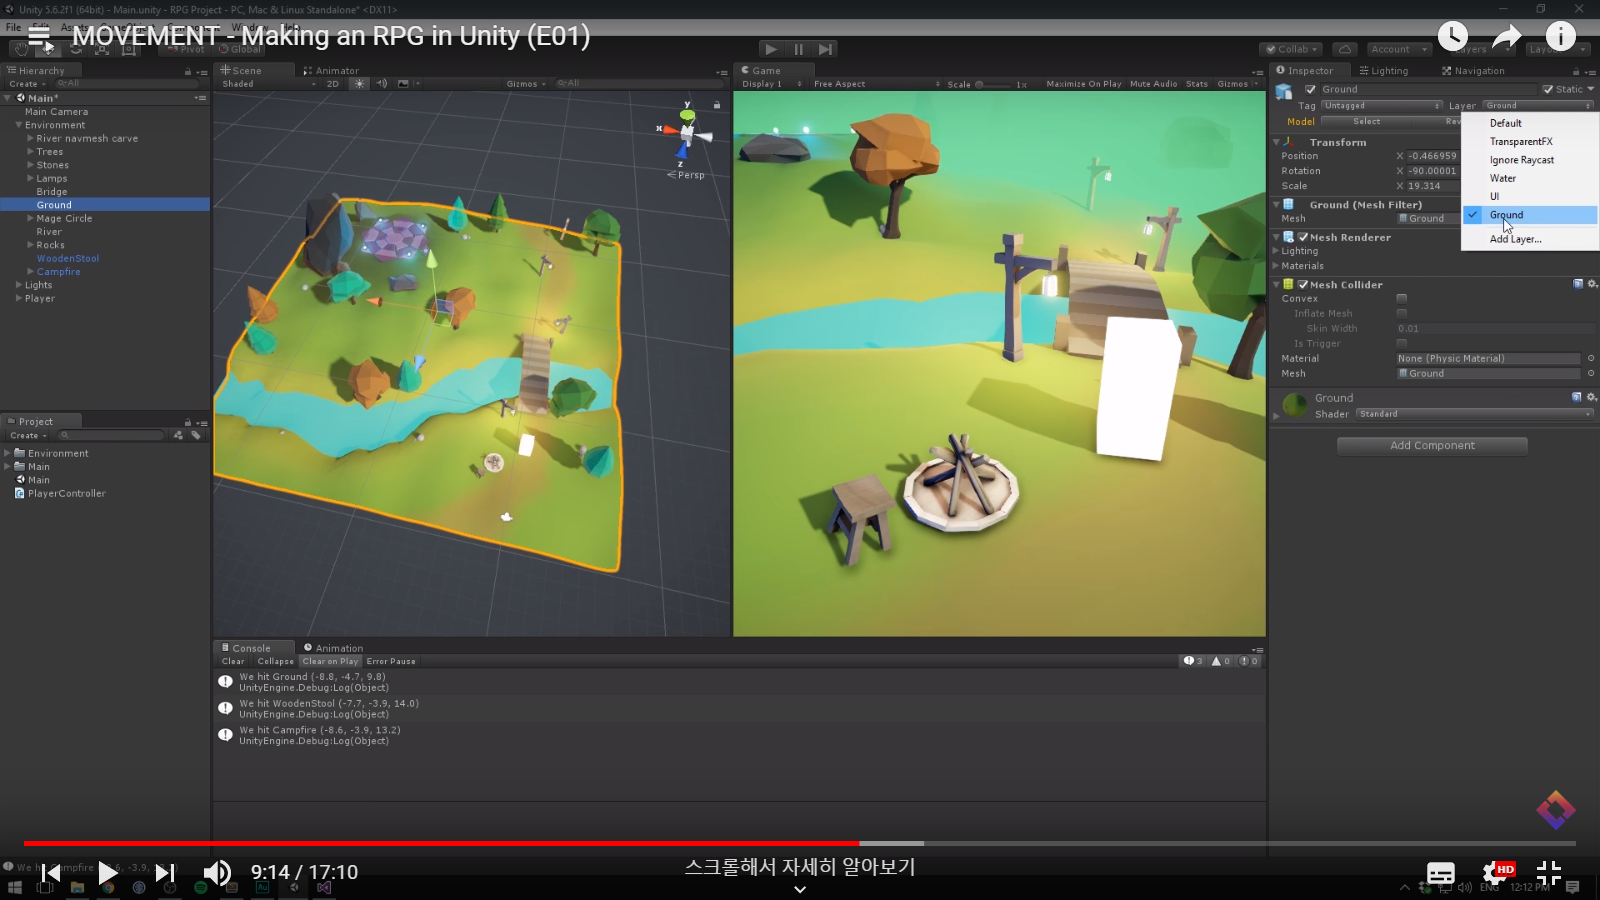 Unity 5.6.2f1 (64bit) - Main.unity - RPG Project - PC, Mac & Linux Standalone* <DX11>
File Edit Assets
MOVEMENT - Making an RPG in Unity (E01)
Pivot Global
Collab Account Layers Layout
Hierarchy
Create All
Main*
Main Camera
Environment
River navmesh carve
Trees
Stones
Lamps
Bridge
Ground
Mage Circle
River
Rocks
WoodenStool
Campfire
Lights
Player
Project
Create
Environment
Main
Main
PlayerController
Scene Animator
Shaded 2D Gizmos All
y
x
z
Persp
Game
Display 1 Free Aspect Scale 1x Maximize On Play Mute Audio Stats Gizmos
Inspector Lighting Navigation
Ground Static
Tag Untagged Layer Ground
Model Select Rev
Default
TransparentFX
Ignore Raycast
Water
UI
Ground
Add Layer...
Transform
Position X -0.466959
Rotation X -90.00001
Scale X 19.314
Ground (Mesh Filter)
Mesh Ground
Mesh Renderer
Lighting
Materials
Mesh Collider
Convex
Inflate Mesh
Skin Width 0.01
Is Trigger
Material None (Physic Material)
Mesh Ground
Ground
Shader Standard
Add Component
Console Animation
Clear Collapse Clear on Play Error Pause 3 0 0
We hit Ground (-8.8, -4.7, 9.8)
UnityEngine.Debug:Log(Object)
We hit WoodenStool (-7.7, -3.9, 14.0)
UnityEngine.Debug:Log(Object)
We hit Campfire (-8.6, -3.9, 13.2)
UnityEngine.Debug:Log(Object)
9:14 / 17:10
스크롤해서 자세히 알아보기
HD
ENG 12:12 PM